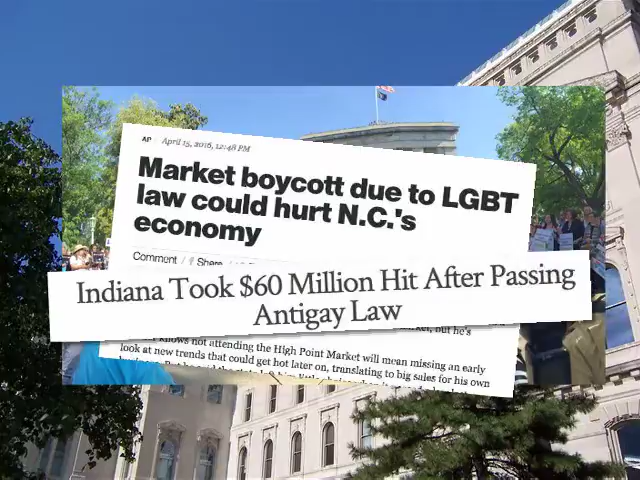 AP April 15, 2016, 12:48 PM
Market boycott due to LGBT
law could hurt N.C.'s
economy
Comment / Share
Indiana Took $60 Million Hit After Passing
Antigay Law
but he's
knows not attending the High Point Market will mean missing an early
look at new trends that could get hot later on, translating to big sales for his own